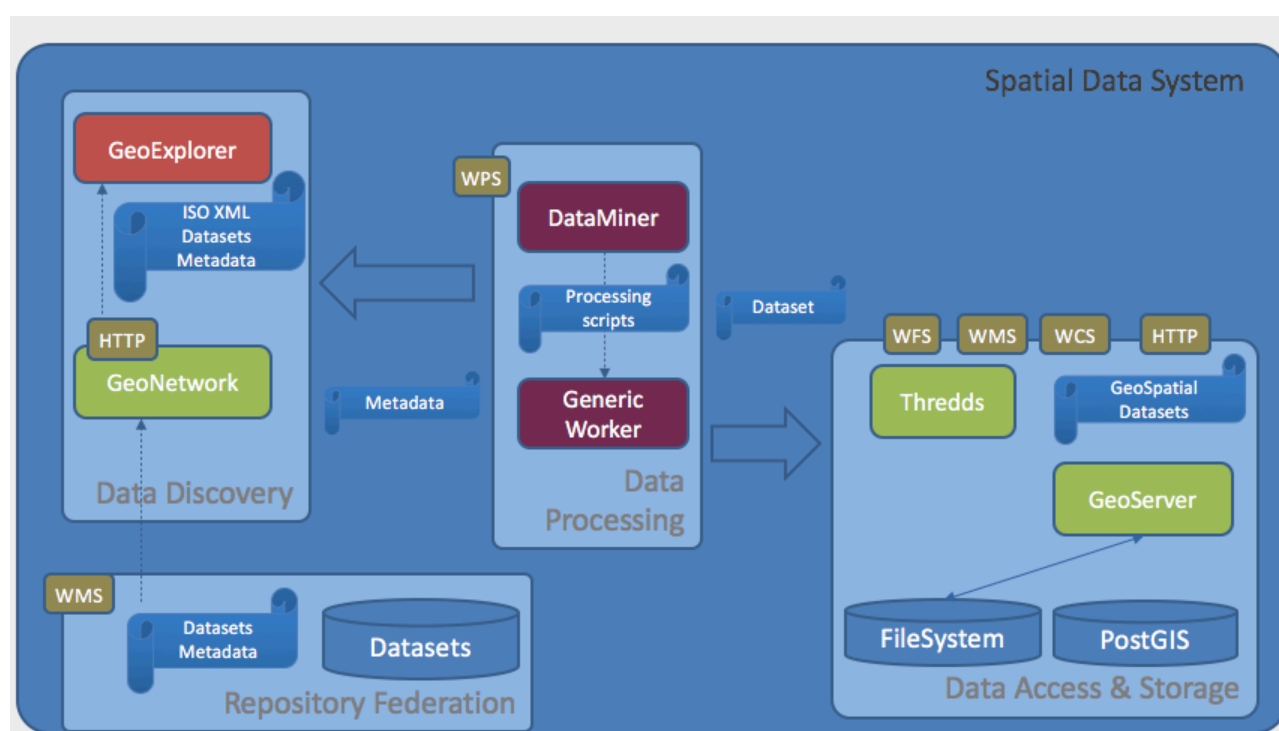 Spatial Data System
GeoExplorer
ISO XML
Datasets
Metadata
HTTP
GeoNetwork
Data Discovery
Metadata
WPS
DataMiner
Processing
scripts
Generic
Worker
Data
Processing
Dataset
WFS
WMS
WCS
HTTP
Thredds
GeoSpatial
Datasets
GeoServer
FileSystem
PostGIS
Data Access & Storage
WMS
Datasets
Metadata
Datasets
Repository Federation